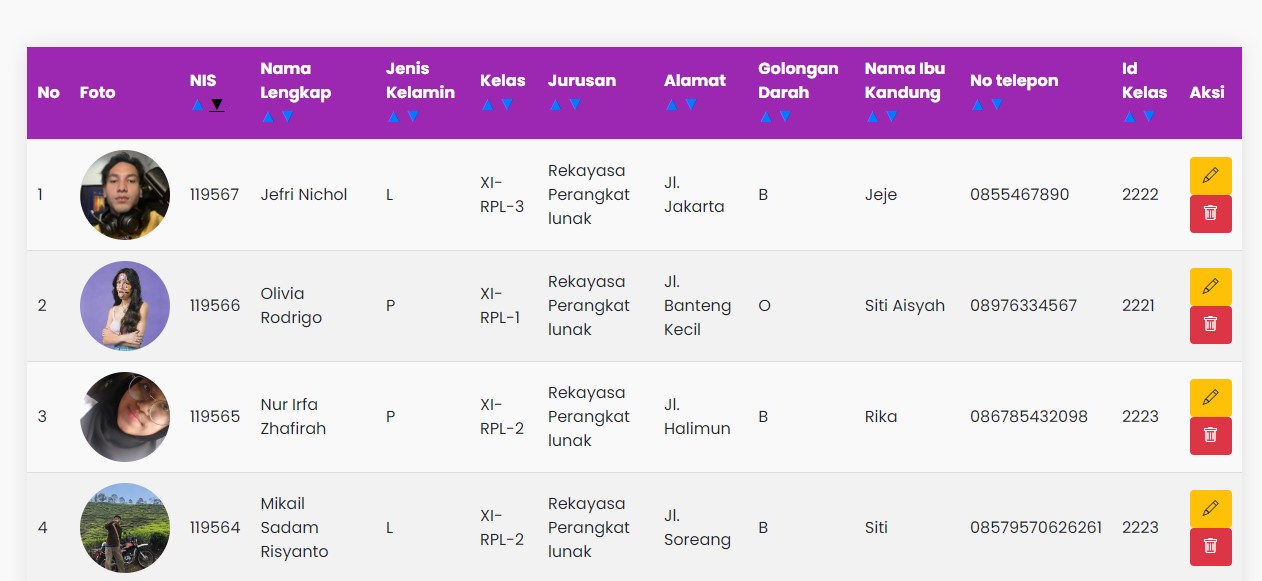 No Foto NIS Nama Lengkap Jenis Kelamin Kelas Jurusan Alamat Golongan Darah Nama Ibu Kandung No telepon Id Kelas Aksi
1 119567 Jefri Nichol L XI-RPL-3 Rekayasa Perangkat lunak Jl. Jakarta B Jeje 0855467890 2222
2 119566 Olivia Rodrigo P XI-RPL-1 Rekayasa Perangkat lunak Jl. Banteng Kecil O Siti Aisyah 08976334567 2221
3 119565 Nur Irfa Zhafirah P XI-RPL-2 Rekayasa Perangkat lunak Jl. Halimun B Rika 086785432098 2223
4 119564 Mikail Sadam Risyanto L XI-RPL-2 Rekayasa Perangkat lunak Jl. Soreang B Siti 08579570626261 2223